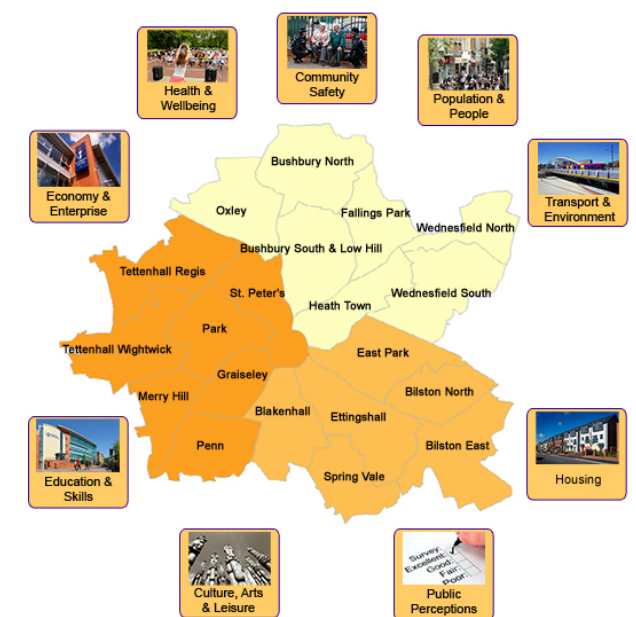 Health &
Wellbeing
Community
Safety
Population &
People
Economy &
Enterprise
Transport &
Environment
Bushbury North
Oxley
Fallings Park
Wednesfield North
Bushbury South & Low Hill
Tettenhall Regis
St. Peter's
Wednesfield South
Heath Town
Park
Tettenhall Wightwick
East Park
Graiseley
Merry Hill
Bilston North
Blakenhall
Ettingshall
Penn
Bilston East
Spring Vale
Education &
Skills
Housing
Culture, Arts
& Leisure
Survey:
Excellent:
Good:
Fair:
Poor:
Public
Perceptions